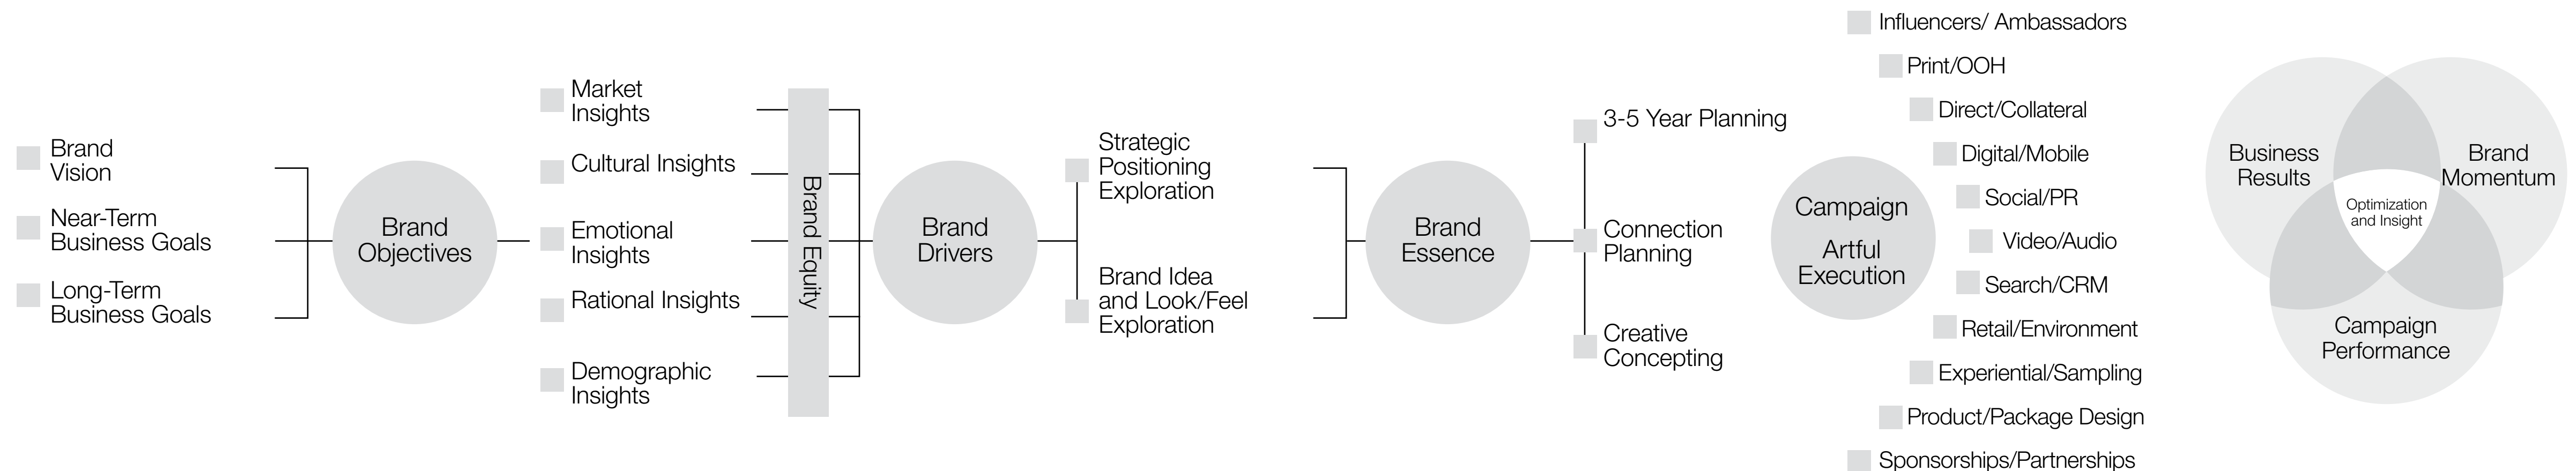 Brand
Vision
Near-Term
Business Goals
Long-Term
Business Goals
Brand
Objectives
Market
Insights
Cultural Insights
Emotional
Insights
Rational Insights
Demographic
Insights
Brand Equity
Brand
Drivers
Strategic
Positioning
Exploration
Brand Idea
and Look/Feel
Exploration
Brand
Essence
3-5 Year Planning
Connection
Planning
Creative
Concepting
Campaign
Artful
Execution
Influencers/ Ambassadors
Print/OOH
Direct/Collateral
Digital/Mobile
Social/PR
Video/Audio
Search/CRM
Retail/Environment
Experiential/Sampling
Product/Package Design
Sponsorships/Partnerships
Business
Results
Brand
Momentum
Optimization
and Insight
Campaign
Performance